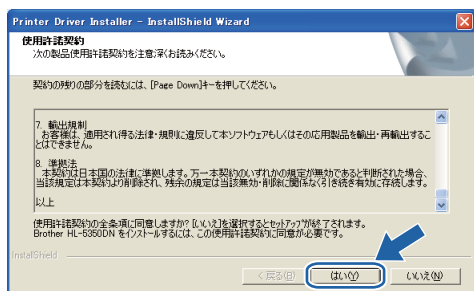 Printer Driver Installer - InstallShield Wizard
使用許諾契約
次の製品使用許諾契約を注意深くお読みください。
契約の残りの部分を読むには、[Page Down]キーを押してください。
7. 輸出規制
お客様は、適用され得る法律・規則に違反して本ソフトウェアもしくはその応用製品を輸出・再輸出するこ
とはできません。
8. 準拠法
本契約は日本国の法律に準拠します。万一本契約のいずれかの規定が無効であると判断された場合、
当該規定は本契約より削除され、残余の規定は当該無効・削除に関係なく引き続き有効に存続します。
以上
使用許諾契約の全条項に同意しますか? [いいえ]を選択するとセットアップが終了されます。
Brother HL-5350DN をインストールするには、この使用許諾契約に同意が必要です。
InstallShield
< 戻る(B)
はい(Y)
いいえ(N)